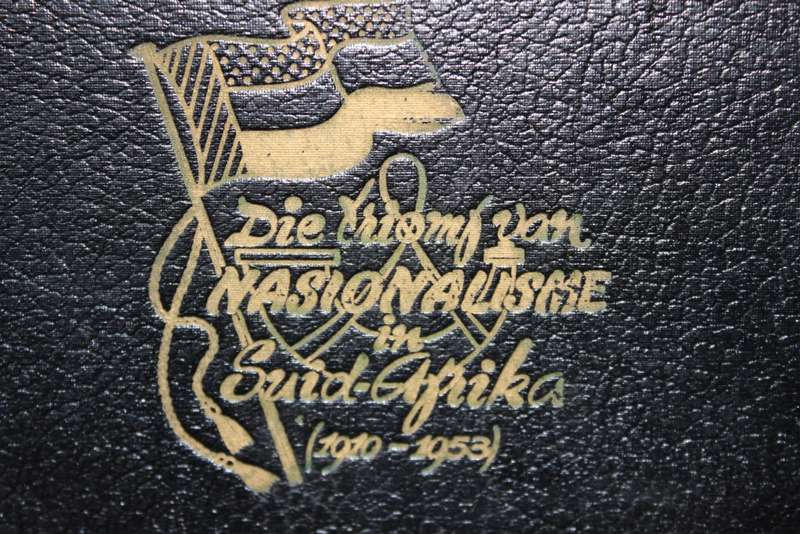 Die triomf van
NASIONALISME
in
Suid-Afrika
(1910-1953)